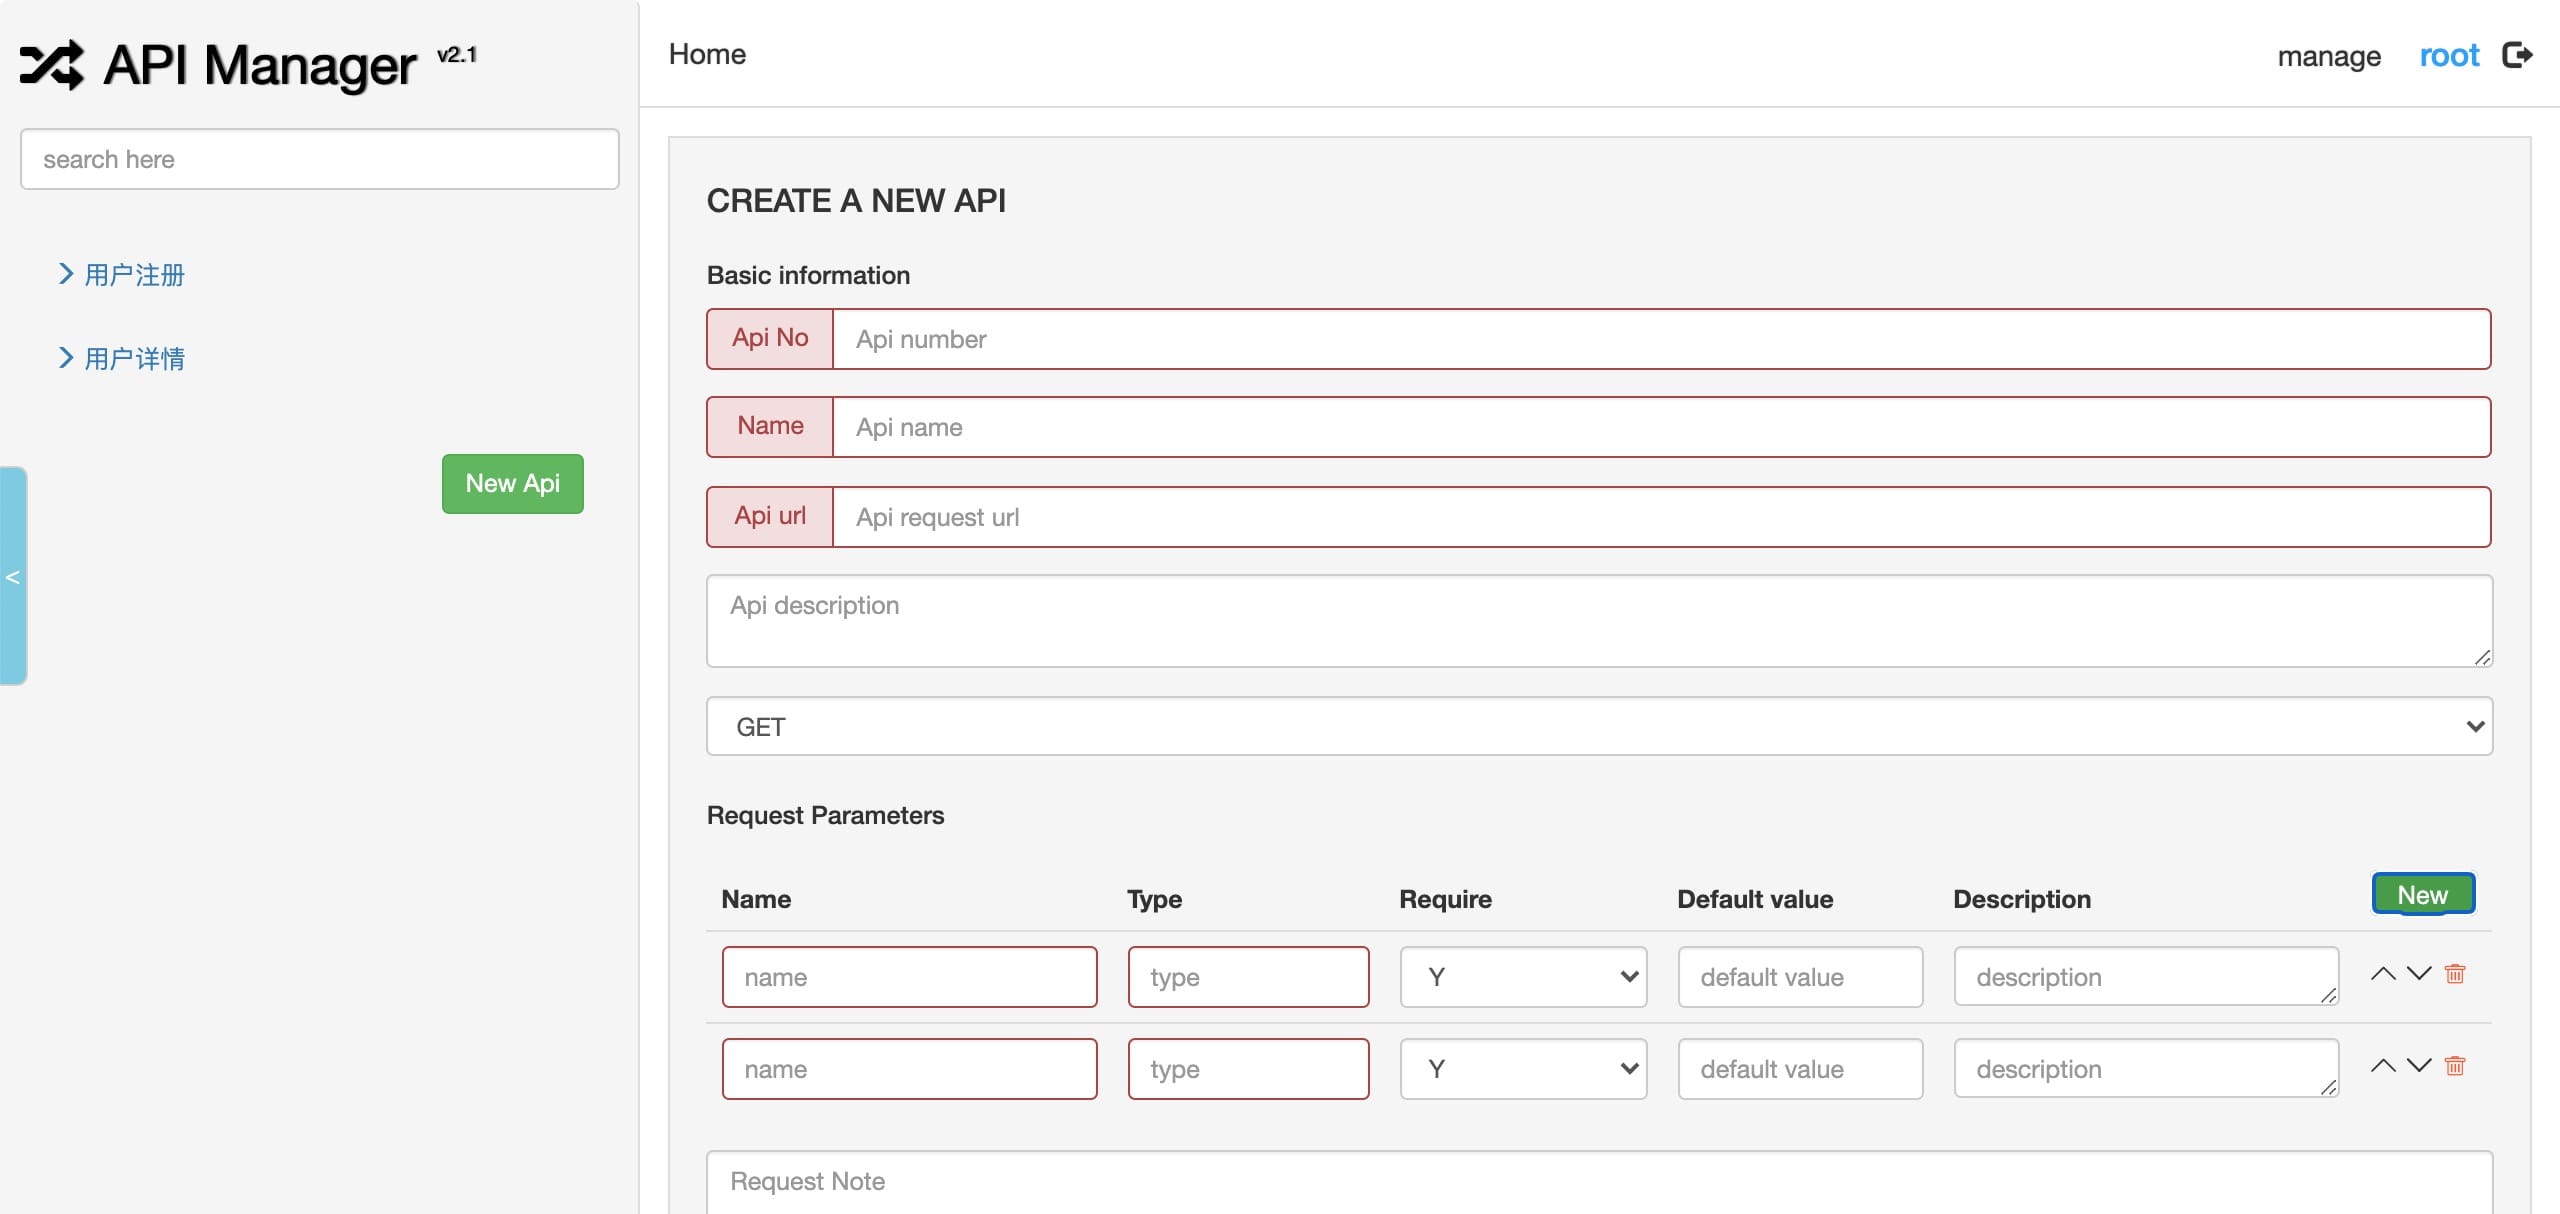 API Manager v2.1
search here
用户注册
用户详情
New Api
<
Home
manage root
CREATE A NEW API
Basic information
Api No Api number
Name Api name
Api url Api request url
Api description
GET
Request Parameters
Name Type Require Default value Description New
name type Y default value description
name type Y default value description
Request Note